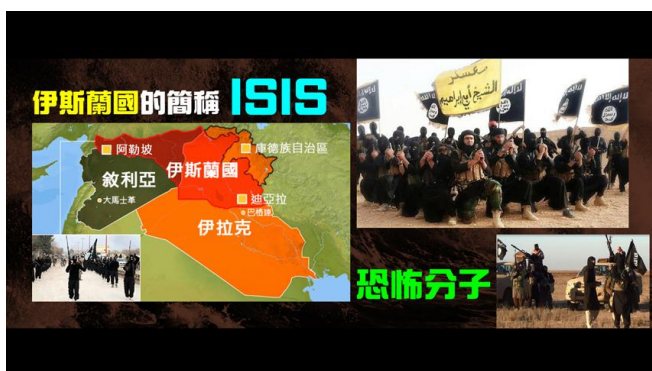 伊斯蘭國的簡稱 ISIS
阿勒坡
庫德族自治區
伊斯蘭國
敘利亞
大馬士革
迪亞拉
巴格達
伊拉克
恐怖分子